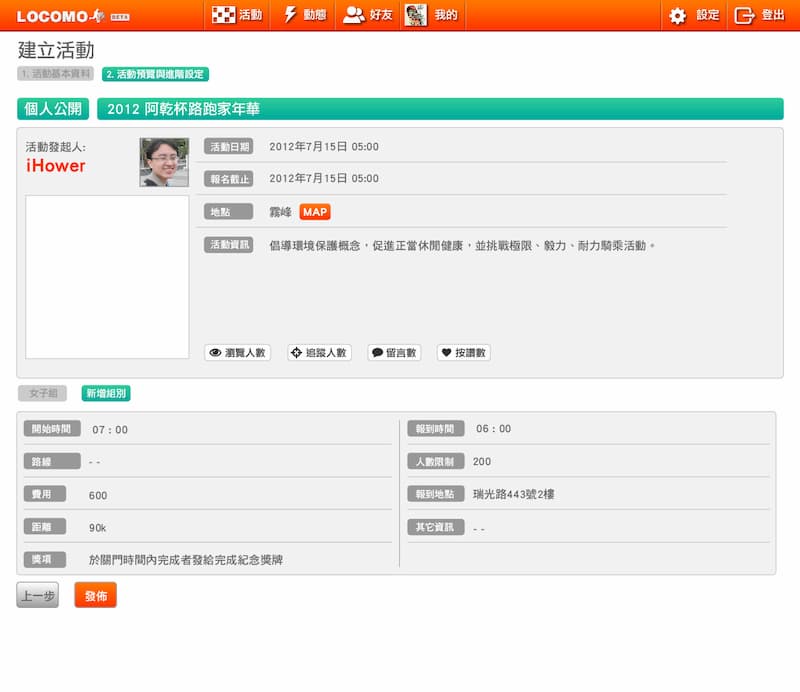 LOCOMO BETA 活動 動態 好友 我的 設定 登出
建立活動
1. 活動基本資料 2. 活動預覽與進階設定
個人公開 2012 阿乾杯路跑家年華
活動發起人:
iHower
活動日期 2012年7月15日 05:00
報名截止 2012年7月15日 05:00
地點 霧峰 MAP
活動資訊 倡導環境保護概念，促進正當休閒健康，並挑戰極限、毅力、耐力騎乘活動。
瀏覽人數 追蹤人數 留言數 按讚數
女子組 新增組別
開始時間 07 : 00
路線 - -
費用 600
距離 90k
獎項 於關門時間內完成者發給完成紀念獎牌
報到時間 06 : 00
人數限制 200
報到地點 瑞光路443號2樓
其它資訊 - -
上一步 發佈